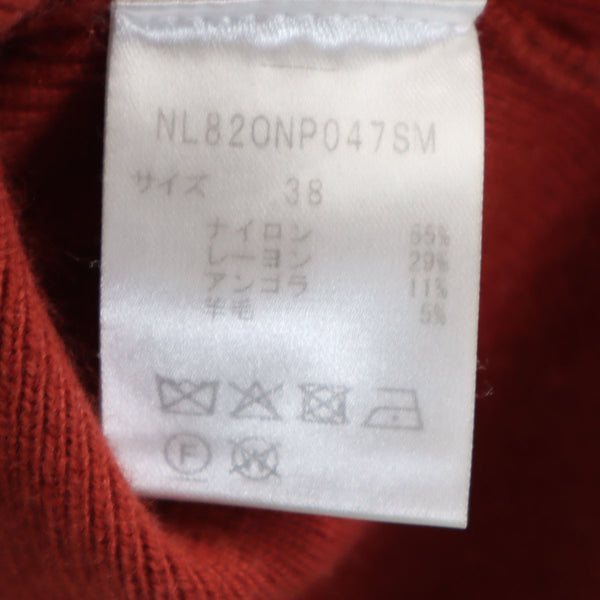 NL820NP047SM
サイズ 38
ナイロン 55%
レーヨン 29%
アンゴラ 11%
羊毛 5%
F
W